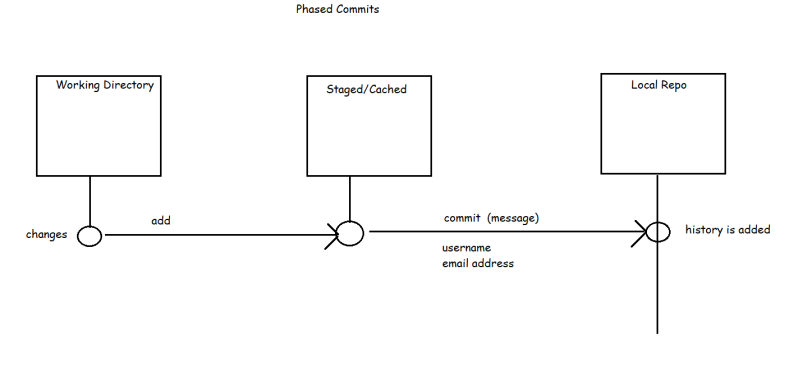 Phased Commits
Working Directory
Staged/Cached
Local Repo
changes
add
commit (message)
username
email address
history is added